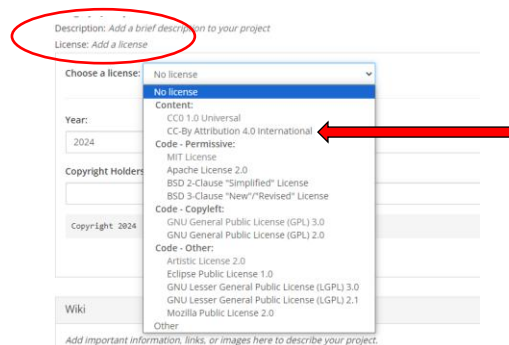 Description: Add a brief description to your project
License: Add a license
Choose a license: No license
No license
Content:
CC0 1.0 Universal
CC-By Attribution 4.0 International
Code - Permissive:
MIT License
Apache License 2.0
BSD 2-Clause "Simplified" License
BSD 3-Clause "New"/"Revised" License
Code - Copyleft:
GNU General Public License (GPL) 3.0
GNU General Public License (GPL) 2.0
Code - Other:
Artistic License 2.0
Eclipse Public License 1.0
GNU Lesser General Public License (LGPL) 3.0
GNU Lesser General Public License (LGPL) 2.1
Mozilla Public License 2.0
Other
Year:
2024
Copyright Holders
Copyright 2024
Wiki
Add important information, links, or images here to describe your project.